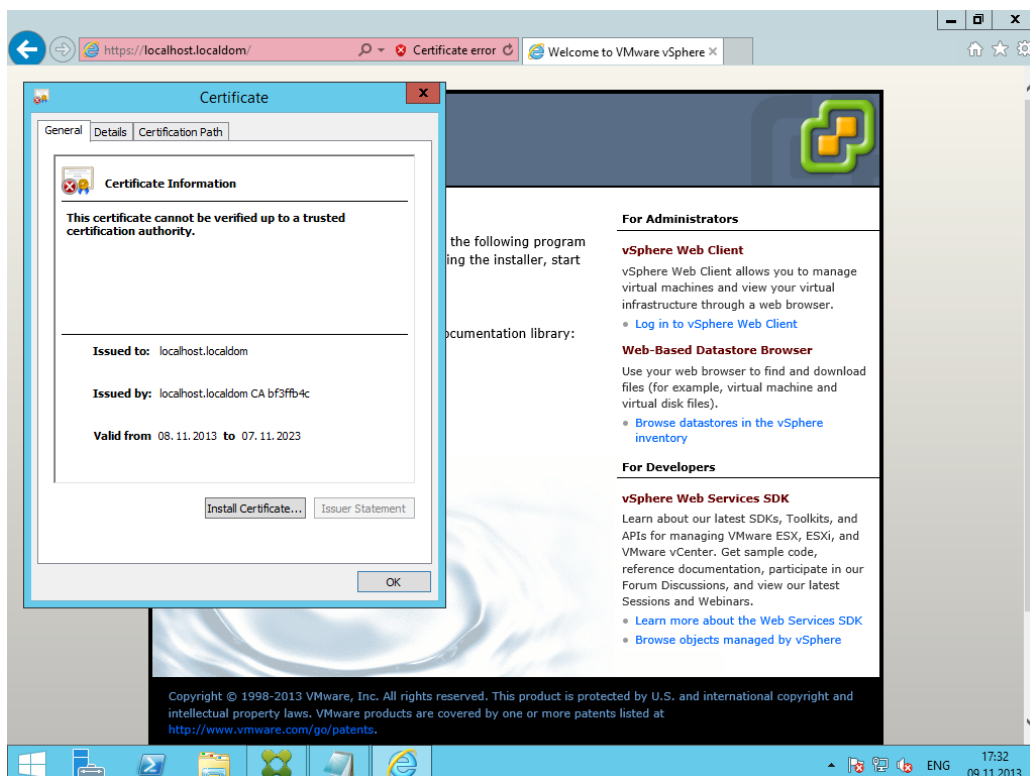 https://localhost.localdom/
Certificate error
Welcome to VMware vSphere
Certificate
General
Details
Certification Path
Certificate Information
This certificate cannot be verified up to a trusted
certification authority.
Issued to: localhost.localdom
Issued by: localhost.localdom CA bf3ffb4c
Valid from 08.11.2013 to 07.11.2023
Install Certificate...
Issuer Statement
OK
the following program
ing the installer, start
ocumentation library:
For Administrators
vSphere Web Client
vSphere Web Client allows you to manage
virtual machines and view your virtual
infrastructure through a web browser.
Log in to vSphere Web Client
Web-Based Datastore Browser
Use your web browser to find and download
files (for example, virtual machine and
virtual disk files).
Browse datastores in the vSphere
inventory
For Developers
vSphere Web Services SDK
Learn about our latest SDKs, Toolkits, and
APIs for managing VMware ESX, ESXi, and
VMware vCenter. Get sample code,
reference documentation, participate in our
Forum Discussions, and view our latest
Sessions and Webinars.
Learn more about the Web Services SDK
Browse objects managed by vSphere
Copyright © 1998-2013 VMware, Inc. All rights reserved. This product is protected by U.S. and international copyright and
intellectual property laws. VMware products are covered by one or more patents listed at
http://www.vmware.com/go/patents.
ENG
17:32
09.11.2013